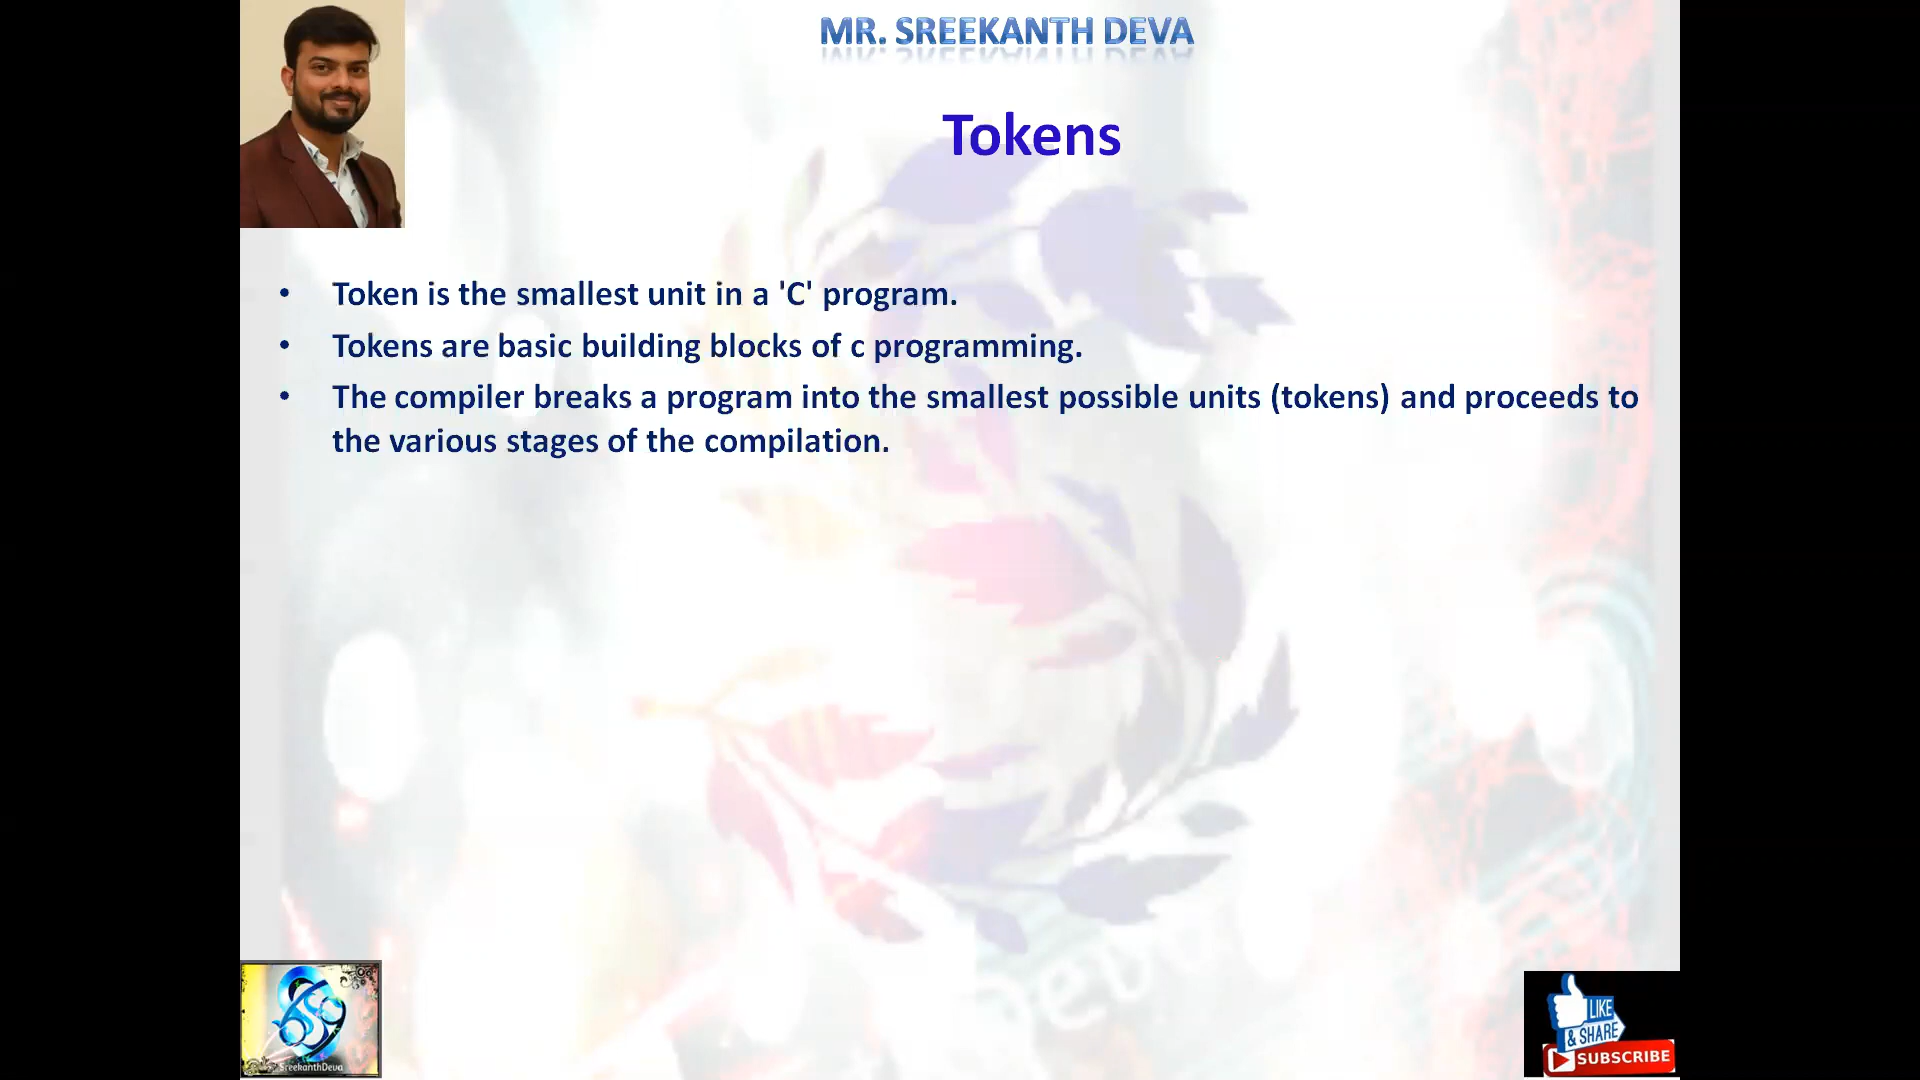 MR. SREEKANTH DEVA
Tokens
• Token is the smallest unit in a 'C' program.
• Tokens are basic building blocks of c programming.
• The compiler breaks a program into the smallest possible units (tokens) and proceeds to
the various stages of the compilation.
Deva
SreekanthDeva
LIKE
& SHARE
SUBSCRIBE